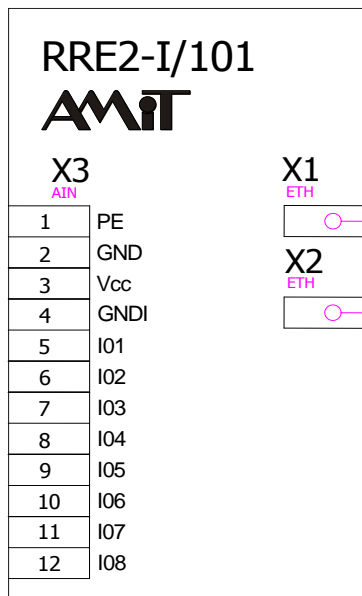 RRE2-I/101
AMiT
X3
AIN
1 PE
2 GND
3 Vcc
4 GNDI
5 I01
6 I02
7 I03
8 I04
9 I05
10 I06
11 I07
12 I08
X1
ETH
X2
ETH